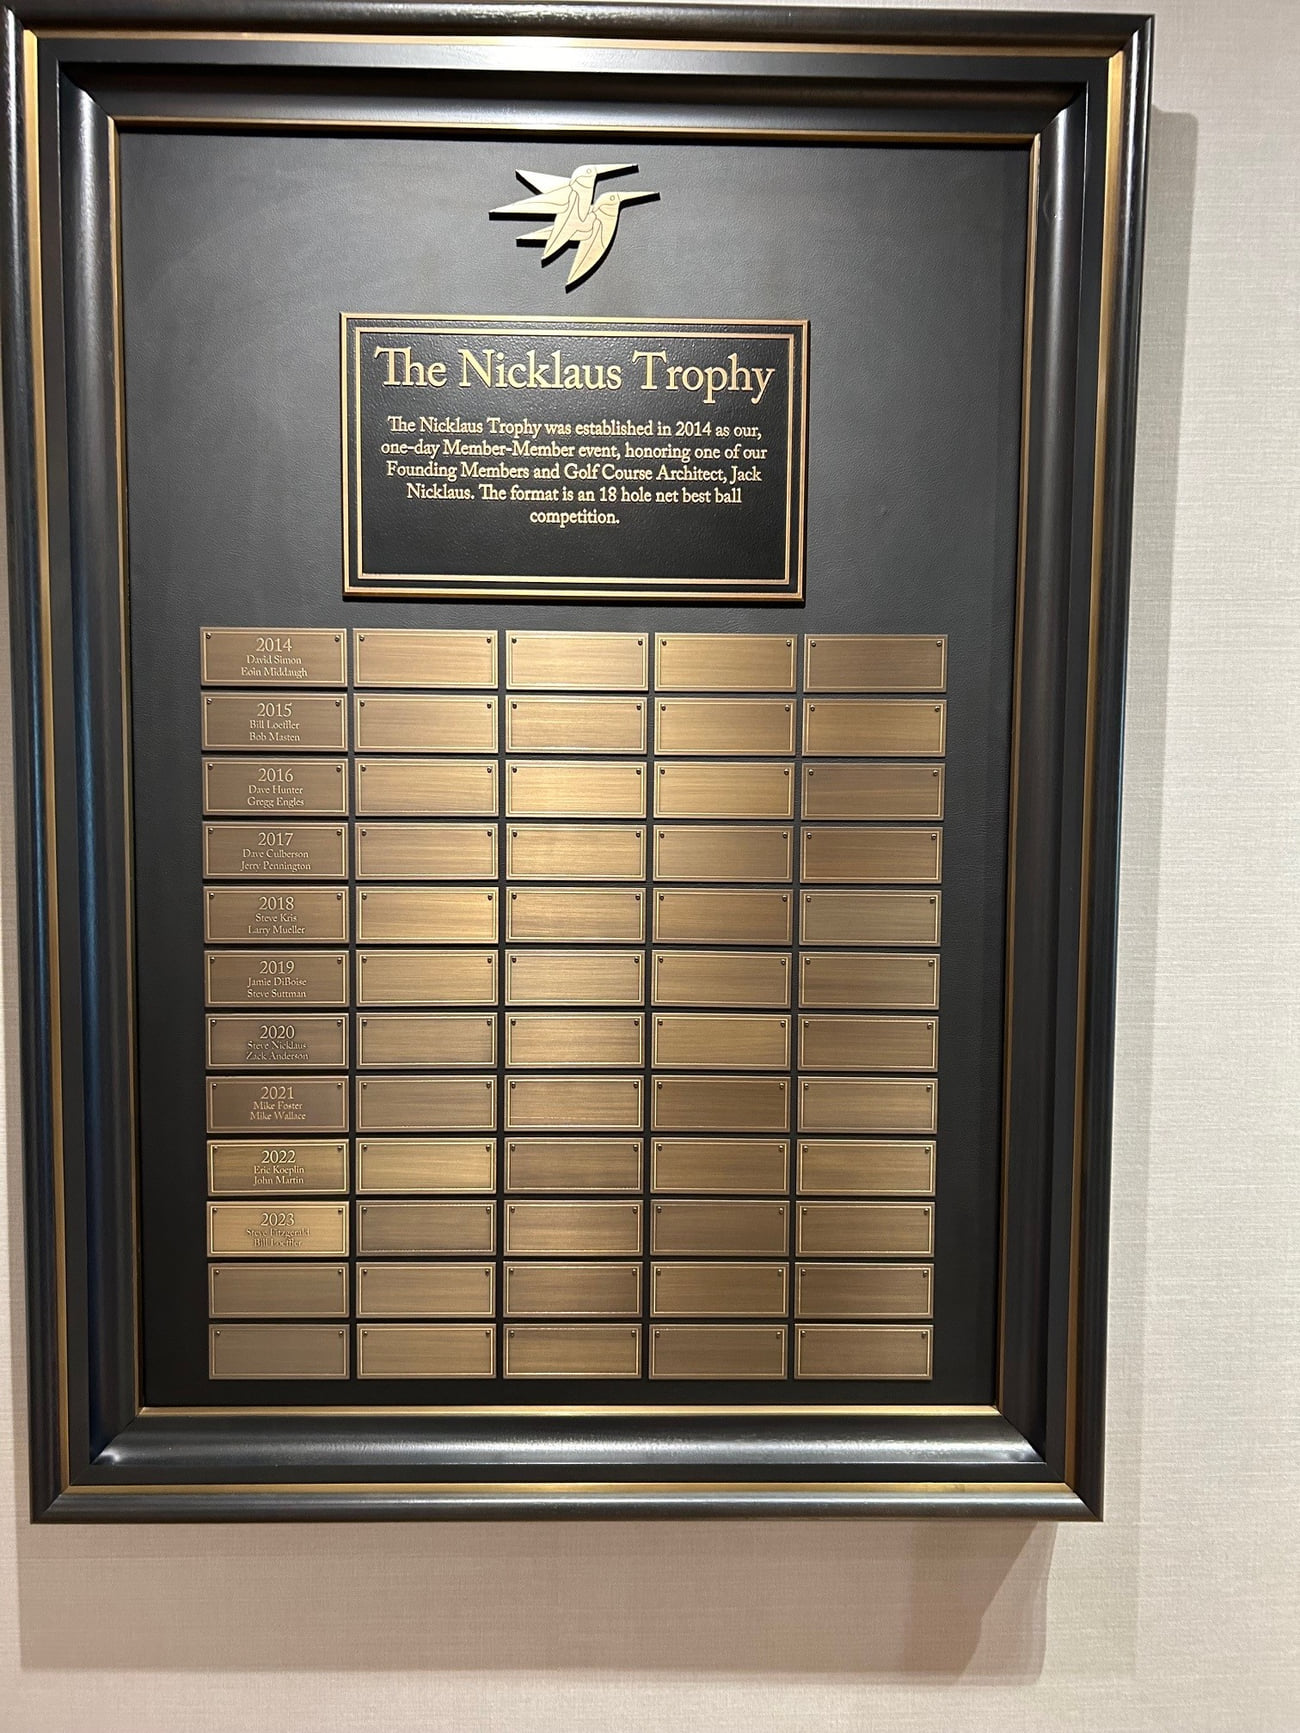 The Nicklaus Trophy
The Nicklaus Trophy was established in 2014 as our,
one-day Member-Member event, honoring one of our
Founding Members and Golf Course Architect, Jack
Nicklaus. The format is an 18 hole net best ball
competition.
2014
David Simon
Eoin Middaugh
2015
Bill Loeffler
Bob Masten
2016
Dave Hunter
Gregg Engles
2017
Dave Culberson
Jerry Pennington
2018
Steve Kris
Larry Mueller
2019
Jamie DiBoise
Steve Suttman
2020
Steve Nicklaus
Zack Anderson
2021
Mike Foster
Mike Wallace
2022
Eric Koeplin
John Martin
2023
Steve Fitzgerald
Bill Loeffler